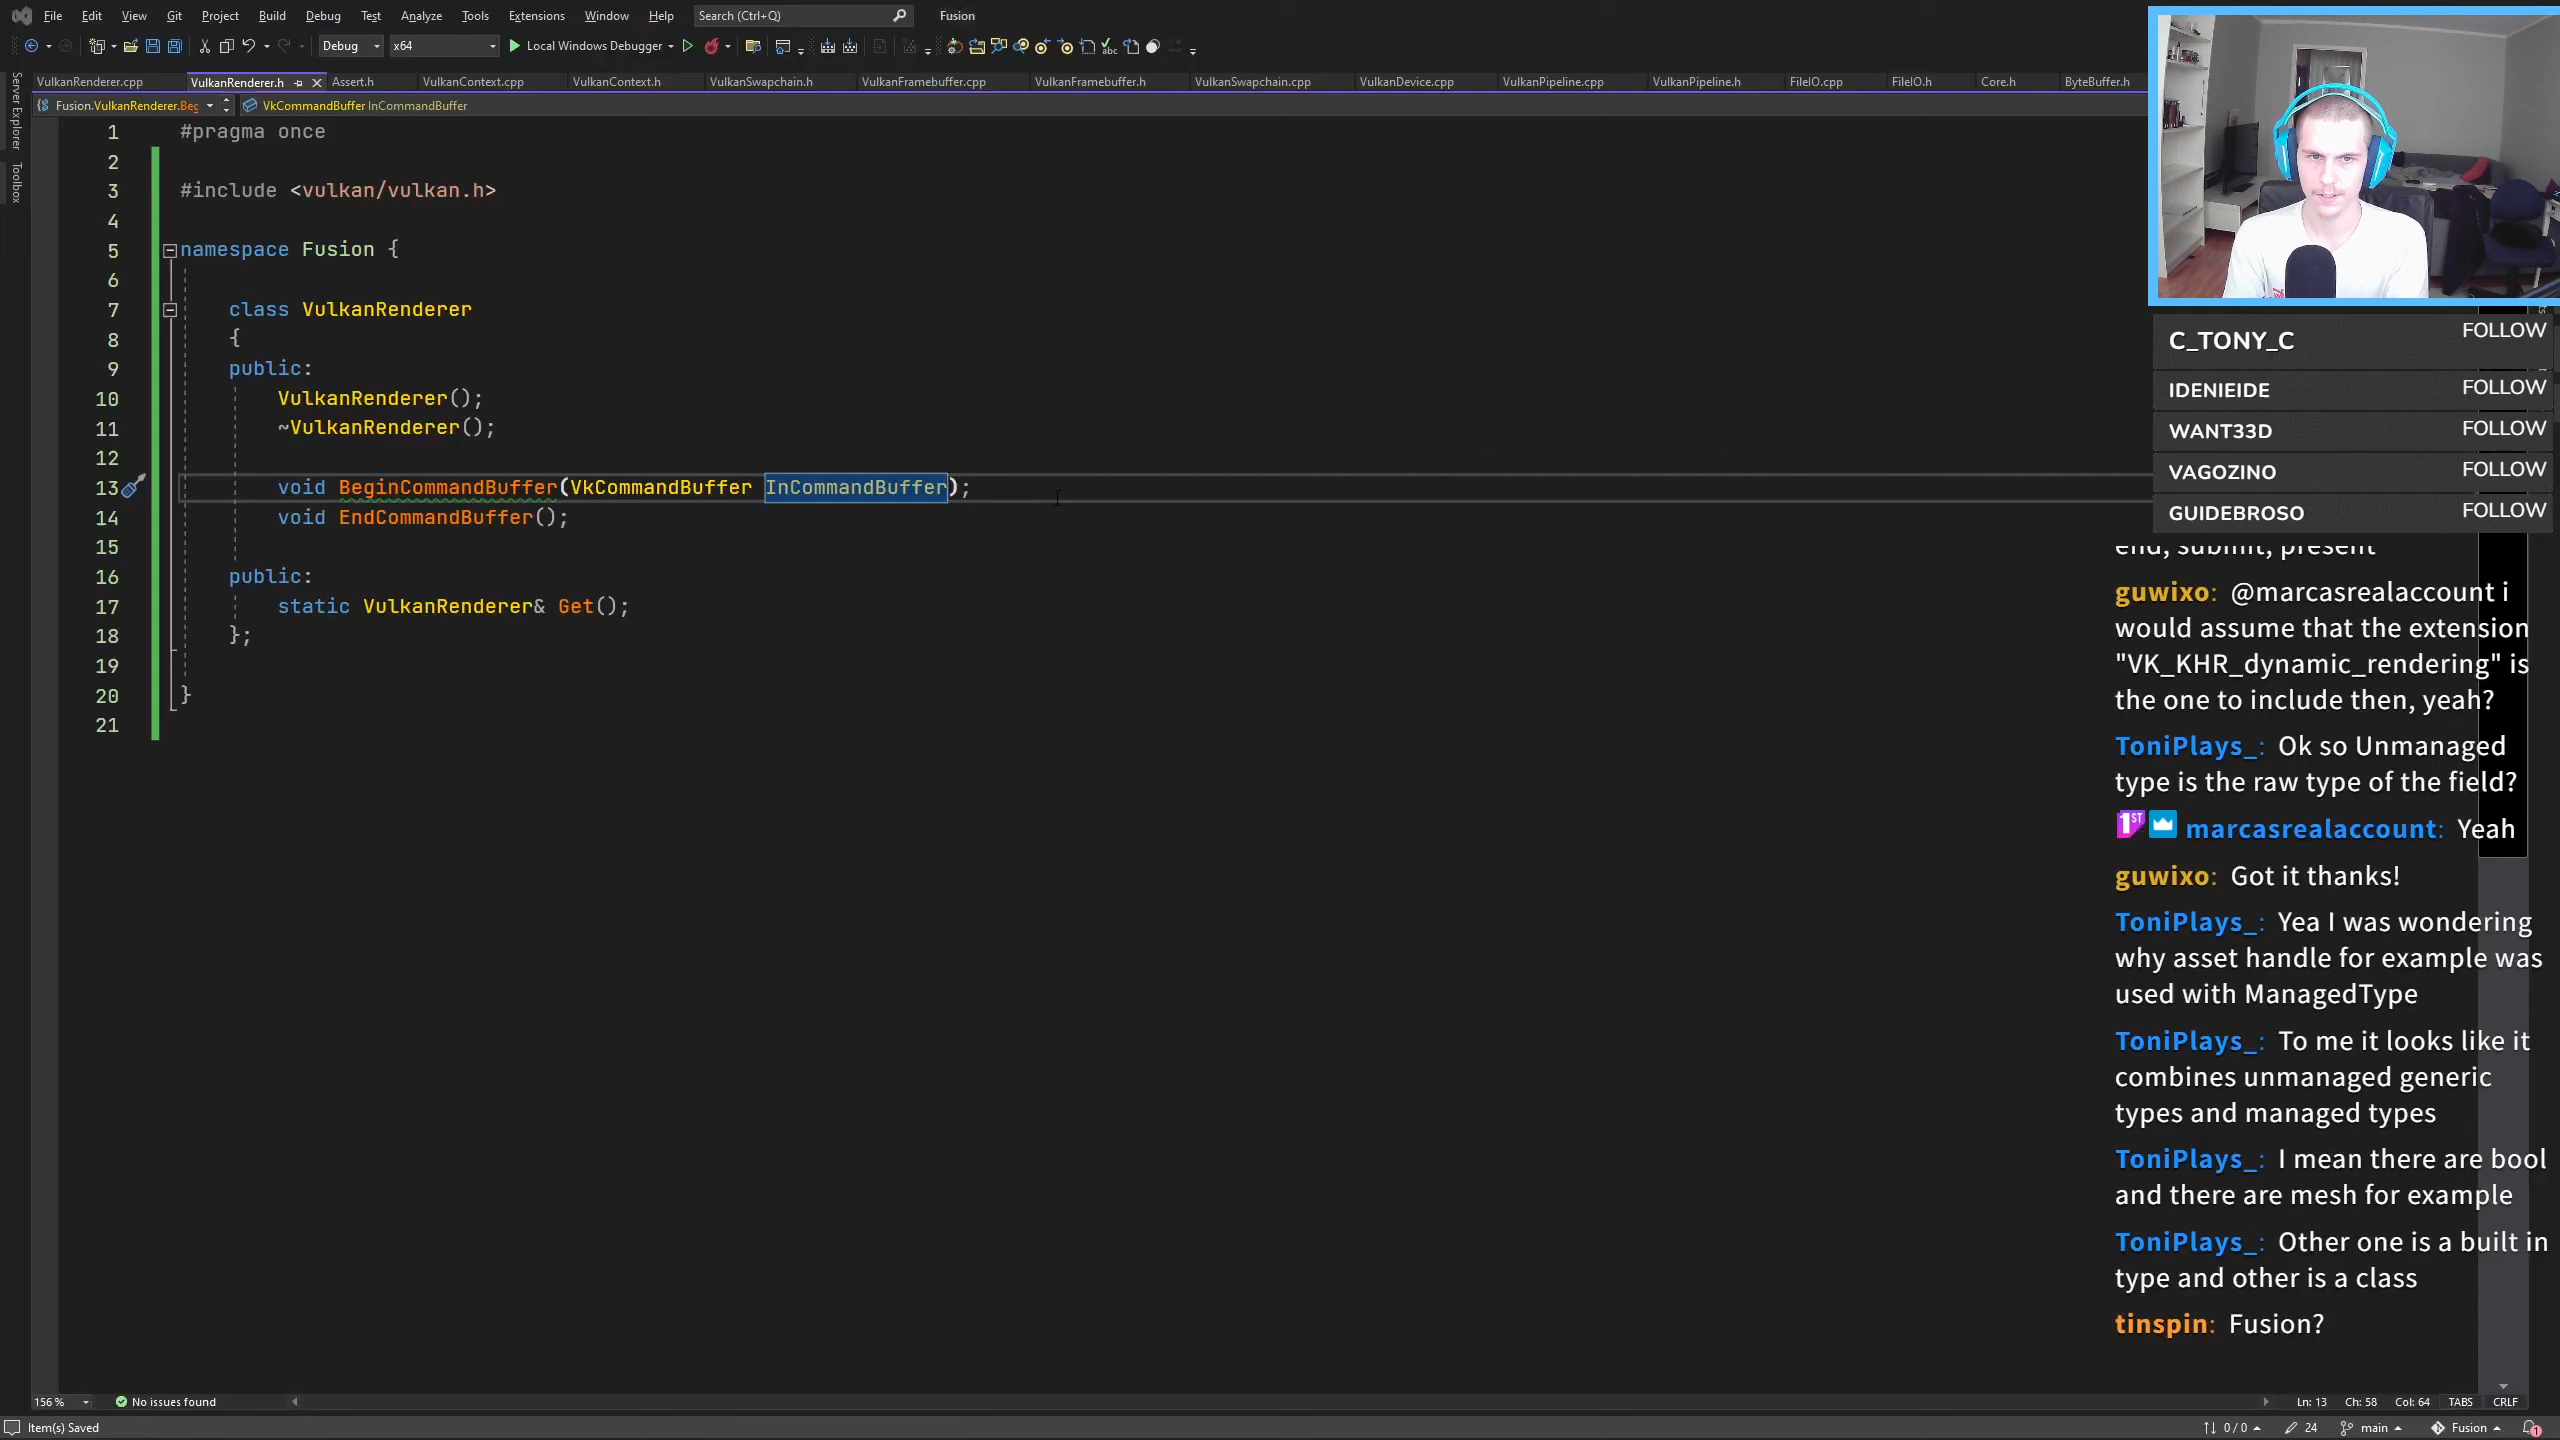 File Edit View Git Project Build Debug Test Analyze Tools Extensions Window Help Search (Ctrl+Q) Fusion
Debug x64 Local Windows Debugger
VulkanRenderer.cpp VulkanRenderer.h Assert.h VulkanContext.cpp VulkanContext.h VulkanSwapchain.h VulkanFramebuffer.cpp VulkanFramebuffer.h VulkanSwapchain.cpp VulkanDevice.cpp VulkanPipeline.cpp VulkanPipeline.h FileIO.cpp FileIO.h Core.h ByteBuffer.h
Fusion.VulkanRenderer.Beg VkCommandBuffer InCommandBuffer
Server Explorer
Toolbox
1 #pragma once
2
3 #include <vulkan/vulkan.h>
4
5 namespace Fusion {
6
7 class VulkanRenderer
8 {
9 public:
10 VulkanRenderer();
11 ~VulkanRenderer();
12
13 void BeginCommandBuffer(VkCommandBuffer InCommandBuffer);
14 void EndCommandBuffer();
15
16 public:
17 static VulkanRenderer& Get();
18 };
19
20 }
21
C_TONY_C FOLLOW
IDENIEIDE FOLLOW
WANT33D FOLLOW
VAGOZINO FOLLOW
GUIDEBROSO FOLLOW
end, submit, present
guwixo: @marcasrealaccount i
would assume that the extension
"VK_KHR_dynamic_rendering" is
the one to include then, yeah?
ToniPlays_: Ok so Unmanaged
type is the raw type of the field?
1ST marcasrealaccount: Yeah
guwixo: Got it thanks!
ToniPlays_: Yea I was wondering
why asset handle for example was
used with ManagedType
ToniPlays_: To me it looks like it
combines unmanaged generic
types and managed types
ToniPlays_: I mean there are bool
and there are mesh for example
ToniPlays_: Other one is a built in
type and other is a class
tinspin: Fusion?
156 % No issues found Ln: 13 Ch: 58 Col: 64 TABS CRLF
Item(s) Saved 0 / 0 24 main Fusion 1